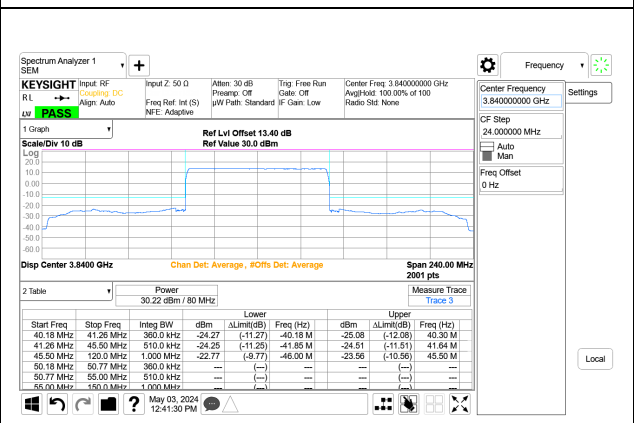 Spectrum Analyzer 1
SEM
Frequency
KEYSIGHT
Input: RF
Coupling: DC
Align: Auto
Input Z: 50 Ω
Freq Ref: Int (S)
NFE: Adaptive
Atten: 30 dB
Preamp: Off
µW Path: Standard
Trig: Free Run
Gate: Off
IF Gain: Low
Center Freq: 3.840000000 GHz
Avg|Hold: 100.00% of 100
Radio Std: None
R L
LXI PASS
Center Frequency
3.840000000 GHz
Settings
CF Step
24.000000 MHz
Auto
Man
Freq Offset
0 Hz
1 Graph
Scale/Div 10 dB
Ref Lvl Offset 13.40 dB
Ref Value 30.0 dBm
Log
20.0
10.0
0.00
-10.0
-20.0
-30.0
-40.0
-50.0
-60.0
Disp Center 3.8400 GHz
Chan Det: Average, #Offs Det: Average
Span 240.00 MHz
2001 pts
2 Table
Power
30.22 dBm / 80 MHz
Measure Trace
Trace 3
Lower Upper
Start Freq Stop Freq Integ BW dBm ΔLimit(dB) Freq (Hz) dBm ΔLimit(dB) Freq (Hz)
40.18 MHz 41.26 MHz 360.0 kHz -24.27 (-11.27) -40.18 M -25.08 (-12.08) 40.30 M
41.26 MHz 45.50 MHz 510.0 kHz -24.25 (-11.25) -41.85 M -24.51 (-11.51) 41.64 M
45.50 MHz 120.0 MHz 1.000 MHz -22.77 (-9.77) -46.00 M -23.56 (-10.56) 45.50 M
50.18 MHz 50.77 MHz 360.0 kHz --- (---) --- --- (---) ---
50.77 MHz 55.00 MHz 510.0 kHz --- (---) --- --- (---) ---
55.00 MHz 150.0 MHz 1.000 MHz --- (---) --- --- (---) ---
Local
?
May 03, 2024
12:41:30 PM